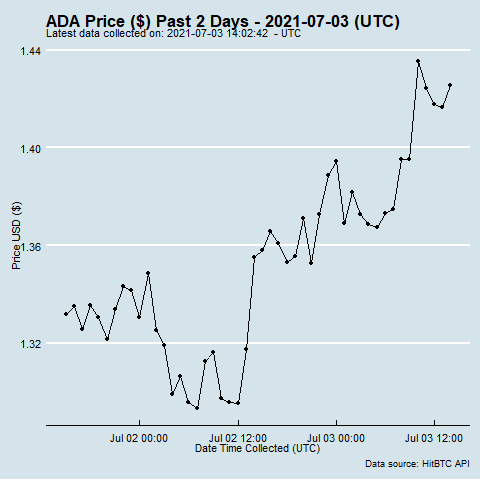 ADA Price ($) Past 2 Days - 2021-07-03 (UTC)
Latest data collected on: 2021-07-03 14:02:42 - UTC
1.44
1.40
1.36
1.32
Price USD ($)
Jul 02 00:00
Jul 02 12:00
Jul 03 00:00
Jul 03 12:00
Date Time Collected (UTC)
Data source: HitBTC API